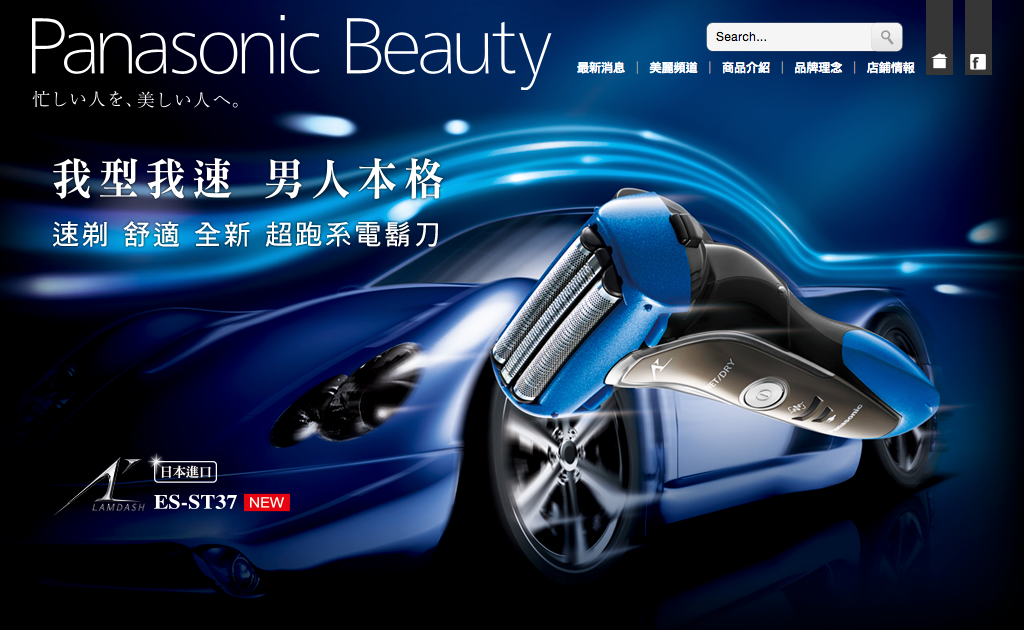 Panasonic Beauty
忙しい人を、美しい人へ。
Search...
最新消息 | 美麗頻道 | 商品介紹 | 品牌理念 | 店鋪情報
f
我型我速 男人本格
速剃 舒適 全新 超跑系電鬍刀
WET/DRY
Panasonic
日本進口
LAMDASH
ES-ST37 NEW